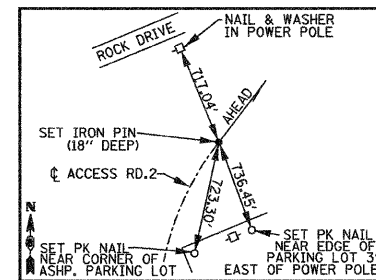 NAIL & WASHER
IN POWER POLE
ROCK DRIVE
717.04'
AHEAD
SET IRON PIN
(18" DEEP)
℄ ACCESS RD.2
723.30'
736.45'
N
SET PK NAIL
NEAR CORNER OF
ASHP. PARKING LOT
SET PK NAIL
NEAR EDGE OF
PARKING LOT 3'
EAST OF POWER POLE